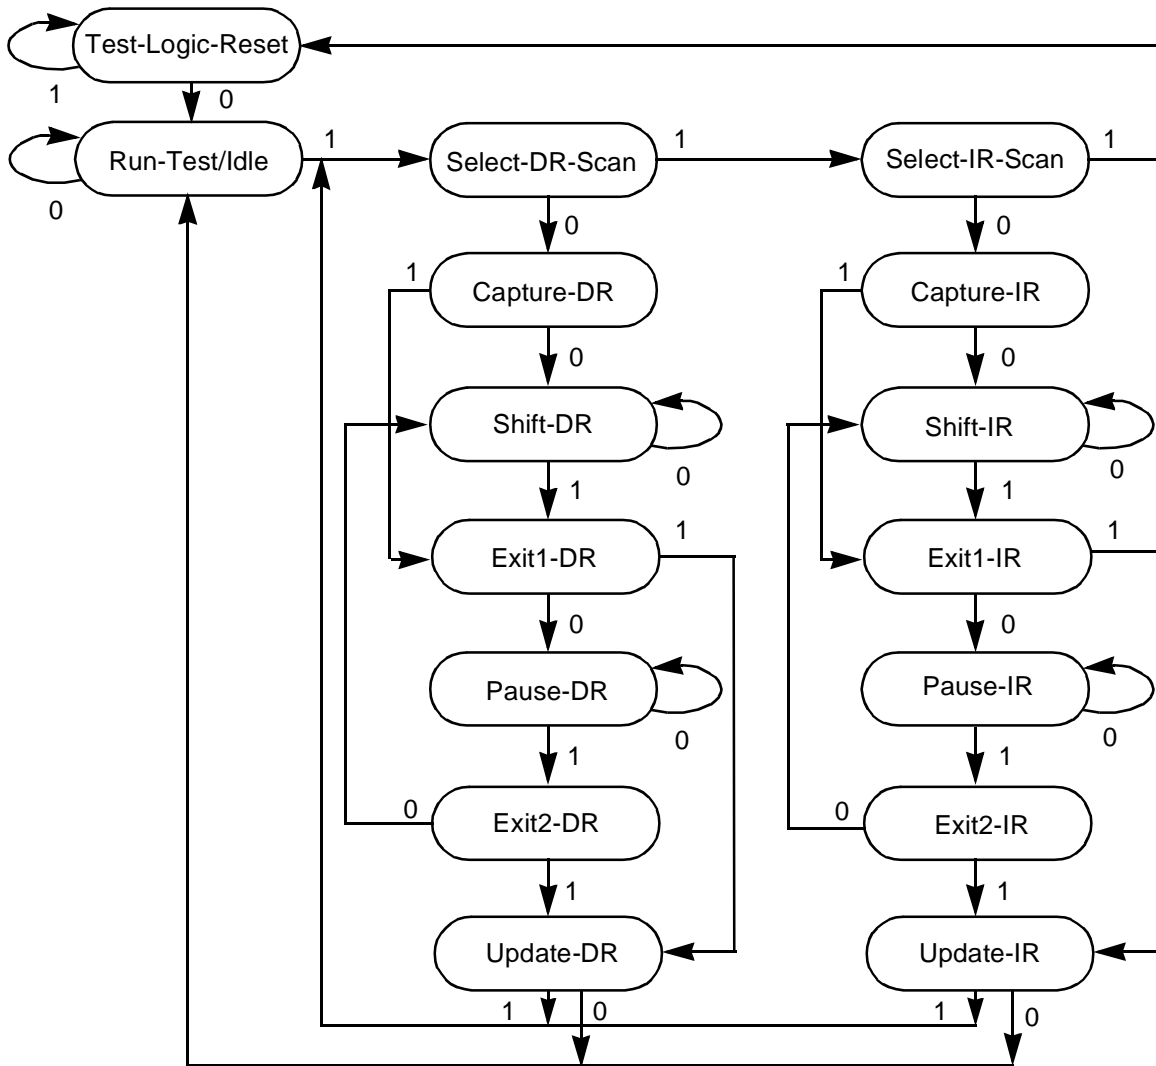 Test-Logic-Reset
1
0
Run-Test/Idle
1
Select-DR-Scan
1
Select-IR-Scan
1
0
0
0
1
Capture-DR
1
Capture-IR
0
0
Shift-DR
Shift-IR
0
0
1
1
1
1
Exit1-DR
Exit1-IR
0
0
Pause-DR
Pause-IR
0
0
1
1
0
Exit2-DR
0
Exit2-IR
1
1
Update-DR
Update-IR
1
0
1
0